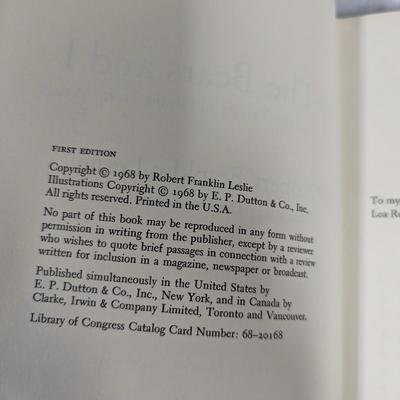 The Bears and I
FIRST EDITION
Copyright © 1968 by Robert Franklin Leslie
Illustrations Copyright © 1968 by E. P. Dutton & Co., Inc.
All rights reserved. Printed in the U.S.A.
No part of this book may be reproduced in any form without
permission in writing from the publisher, except by a reviewer
who wishes to quote brief passages in connection with a review
written for inclusion in a magazine, newspaper or broadcast.
Published simultaneously in the United States by
E. P. Dutton & Co., Inc., New York, and in Canada by
Clarke, Irwin & Company Limited, Toronto and Vancouver.
Library of Congress Catalog Card Number: 68-20168
To my
Lea